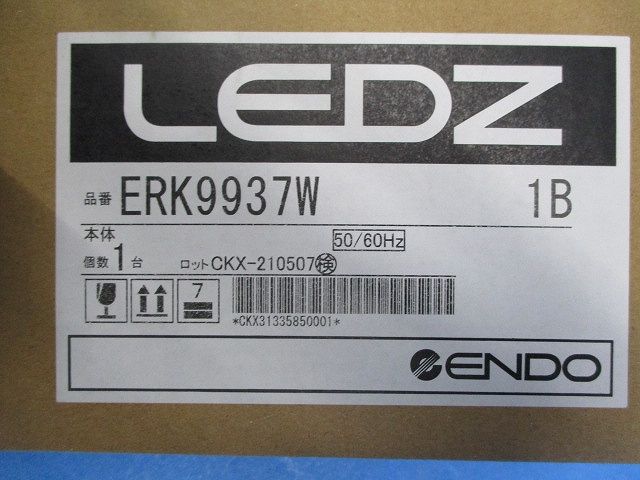 LEDZ
品番 ERK9937W 1B
本体 50/60Hz
個数 1 台 ロット CKX-210507 検
7
*CKX31335850001*
ENDO